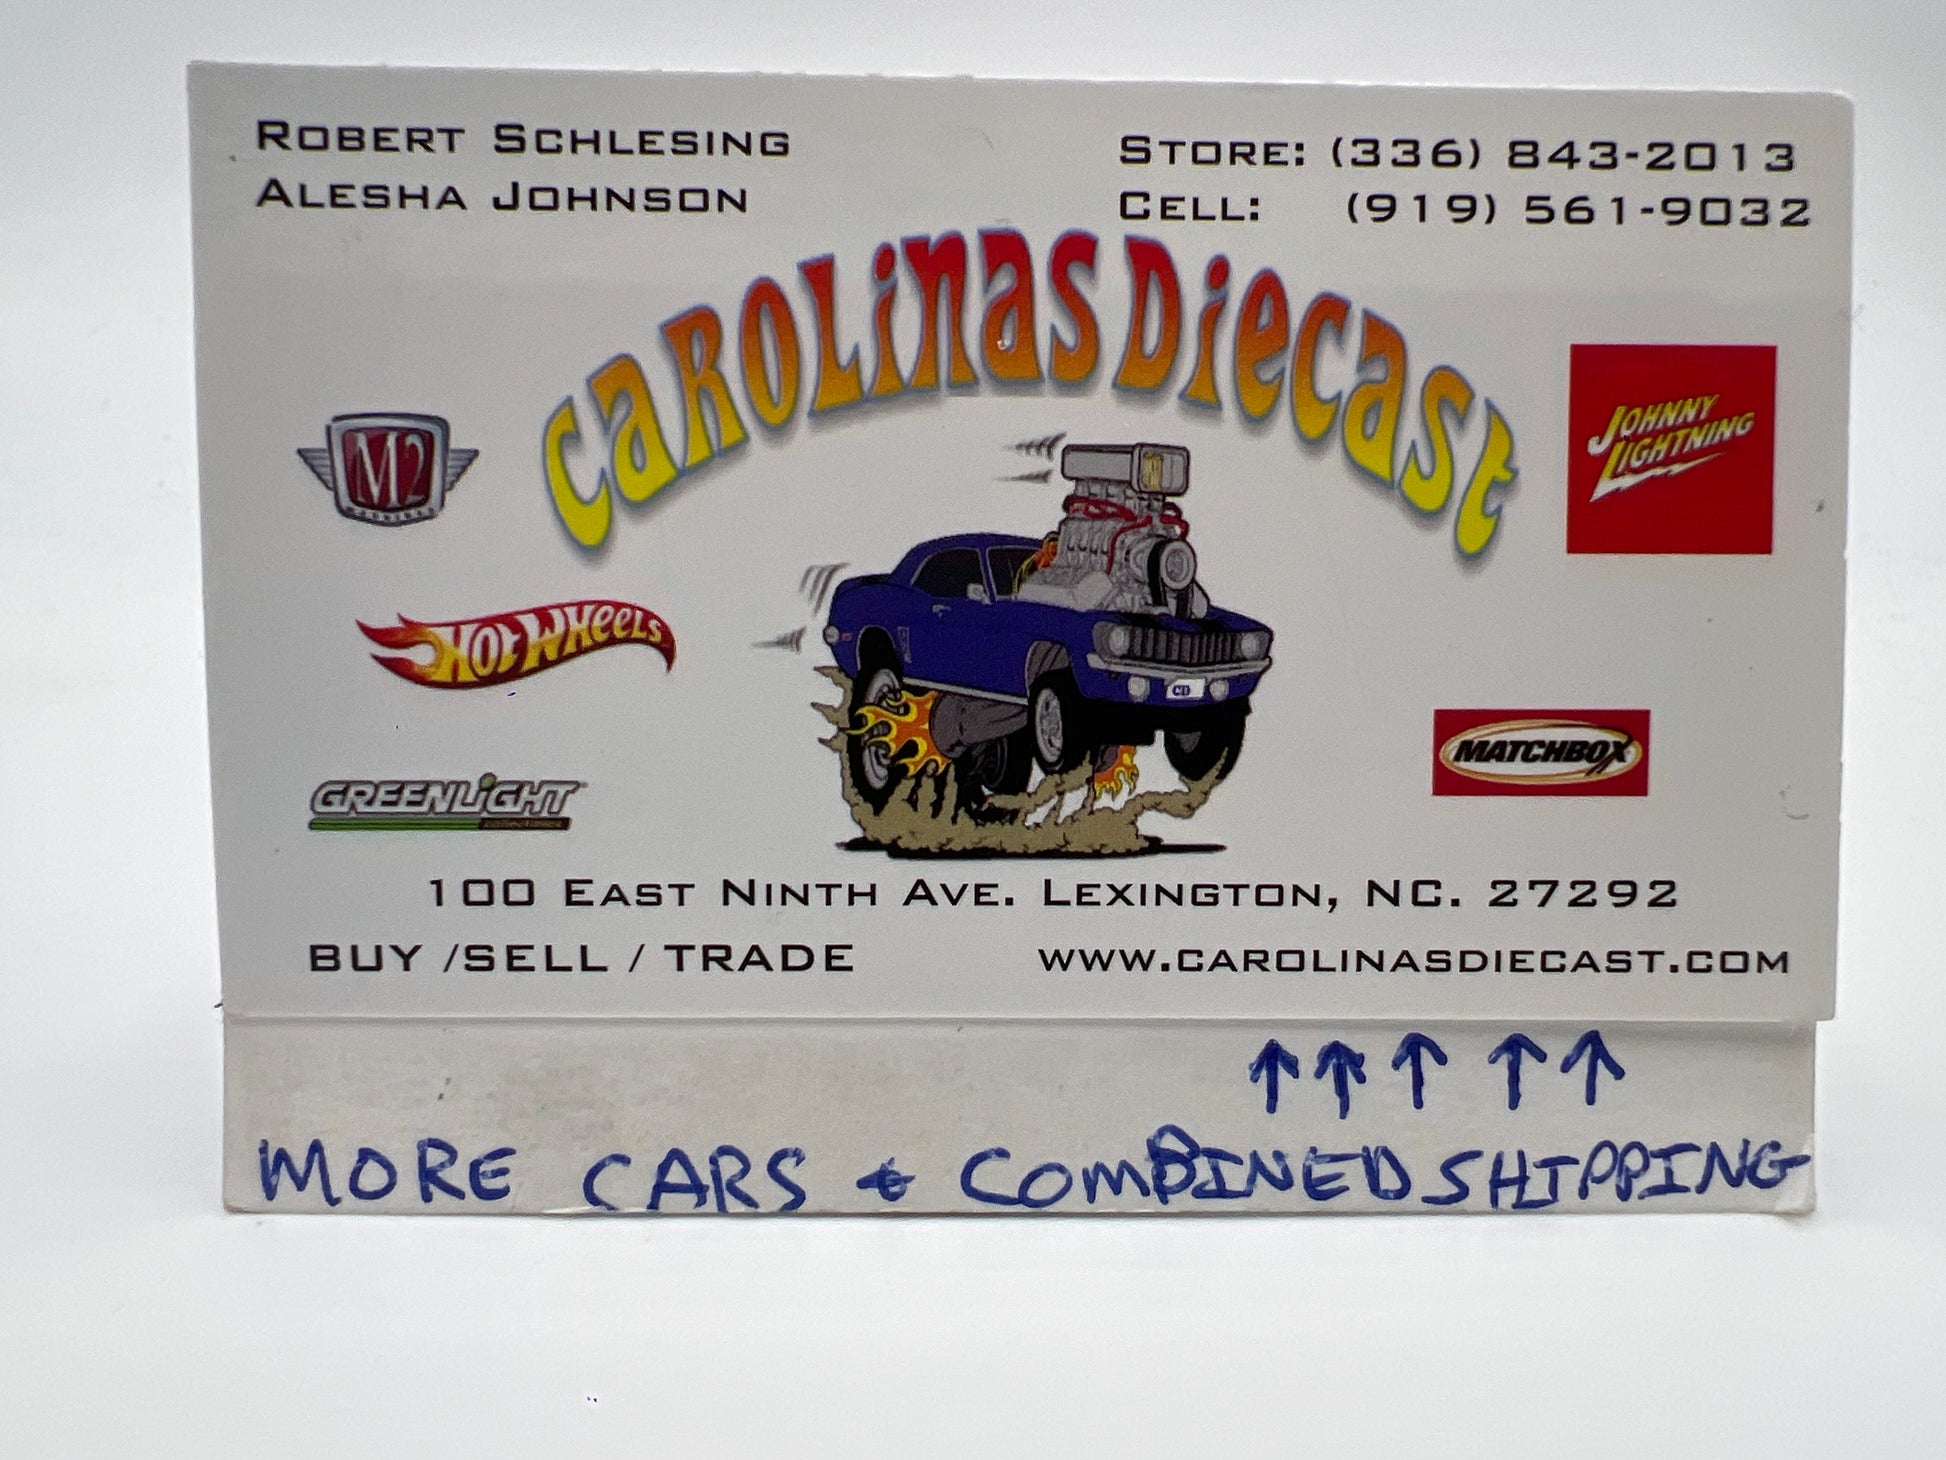 ROBERT SCHLESING
ALESHA JOHNSON
STORE: (336) 843-2013
CELL: (919) 561-9032
CAROLINAS DIECAST
M2
JOHNNY
LIGHTNING
HOT WHEELS
CD
MATCHBOX
GREENLIGHT
100 EAST NINTH AVE. LEXINGTON, NC. 27292
BUY /SELL / TRADE
WWW.CAROLINASDIECAST.COM
↑ ↑ ↑ ↑ ↑
MORE CARS & COMBINED SHIPPING